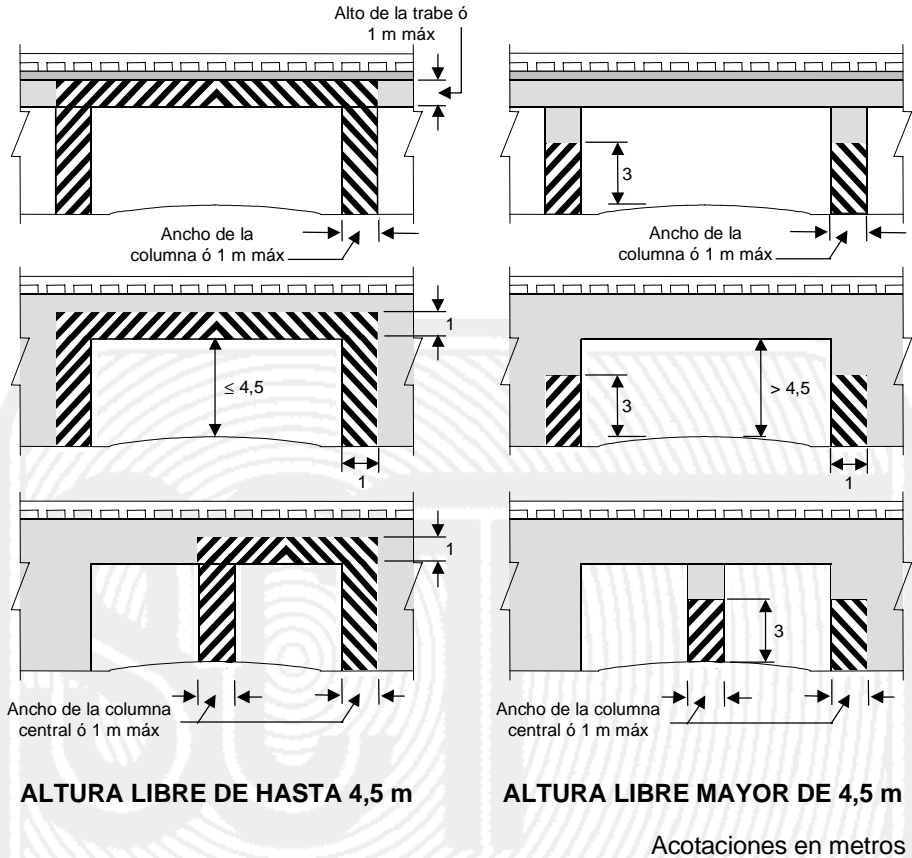 Alto de la trabe ó
1 m máx
3
Ancho de la
columna ó 1 m máx
Ancho de la
columna ó 1 m máx
1
≤ 4,5
1
3
> 4,5
1
1
3
Ancho de la columna
central ó 1 m máx
Ancho de la columna
central ó 1 m máx
ALTURA LIBRE DE HASTA 4,5 m
ALTURA LIBRE MAYOR DE 4,5 m
Acotaciones en metros